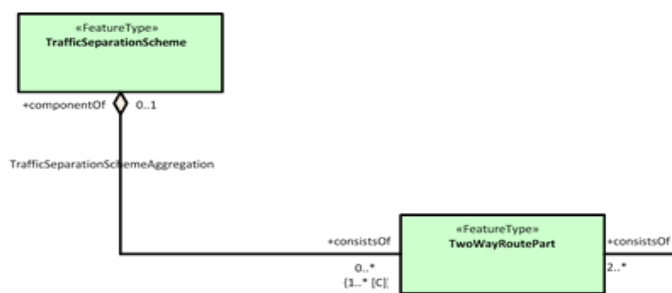 «FeatureType»
TrafficSeparationScheme
+componentOf 0..1
TrafficSeparationSchemeAggregation
+consistsOf
«FeatureType»
TwoWayRoutePart
+consistsOf
0..*
2..*
{1..* [C]